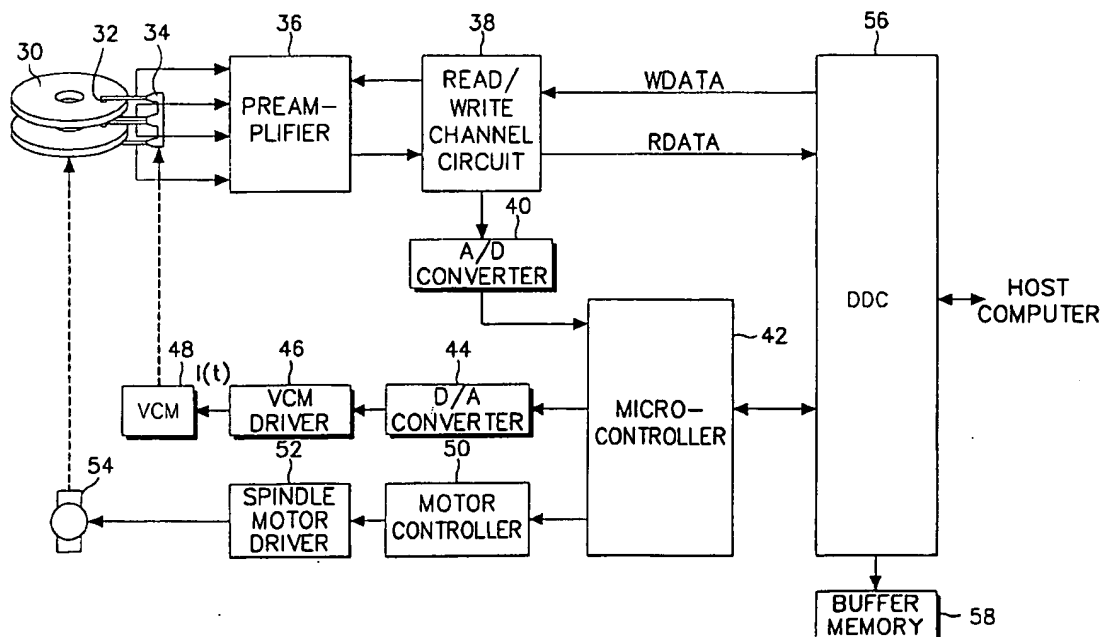 30
32
34
36
38
56
PREAM-
PLIFIER
READ/
WRITE
CHANNEL
CIRCUIT
WDATA
RDATA
40
A/D
CONVERTER
DDC
HOST
COMPUTER
42
MICRO-
CONTROLLER
48
I(t)
46
44
VCM
VCM
DRIVER
D/A
CONVERTER
54
52
50
SPINDLE
MOTOR
DRIVER
MOTOR
CONTROLLER
BUFFER
MEMORY
58